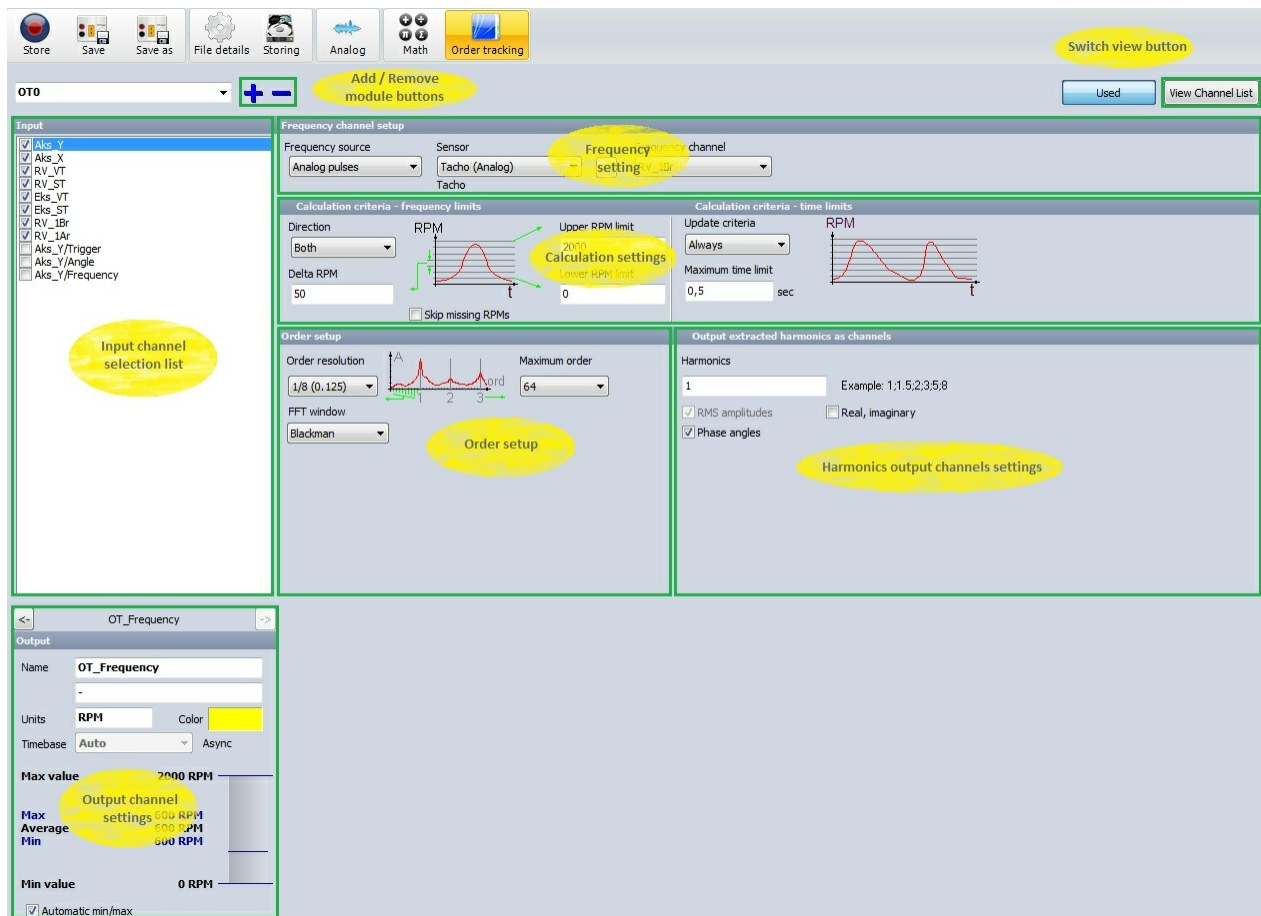 Store
Save
Save as
File details
Storing
Analog
Math
Order tracking
Switch view button
OT0
Add / Remove
module buttons
Used
View Channel List
Input
Aks_Y
Aks_X
RV_VT
RV_ST
Eks_VT
Eks_ST
RV_1Br
RV_1Ar
Aks_Y/Trigger
Aks_Y/Angle
Aks_Y/Frequency
Input channel
selection list
Frequency channel setup
Frequency source
Sensor
channel
Analog pulses
Tacho (Analog)
RV_1Br
Tacho
Frequency
setting
Calculation criteria - frequency limits
Direction
RPM
Upper RPM limit
Both
2000
Calculation settings
Delta RPM
Lower RPM limit
50
t
0
Skip missing RPMs
Calculation criteria - time limits
Update criteria
RPM
Always
Maximum time limit
0,5
sec
t
Order setup
Order resolution
A
Maximum order
1/8 (0.125)
ord
64
1 2 3
FFT window
Blackman
Order setup
Output extracted harmonics as channels
Harmonics
1
Example: 1;1.5;2;3;5;8
RMS amplitudes
Real, imaginary
Phase angles
Harmonics output channels settings
<-
OT_Frequency
->
Output
Name
OT_Frequency
-
Units
RPM
Color
Timebase
Auto
Async
Max value
2000 RPM
Output channel
settings
Max
600 RPM
Average
600 RPM
Min
600 RPM
Min value
0 RPM
Automatic min/max